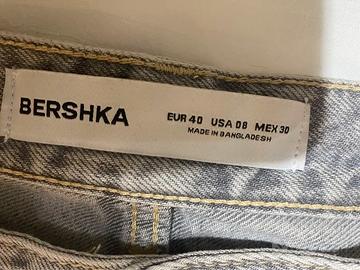 BERSHKA
EUR 40 USA 08 MEX 30
MADE IN BANGLADESH